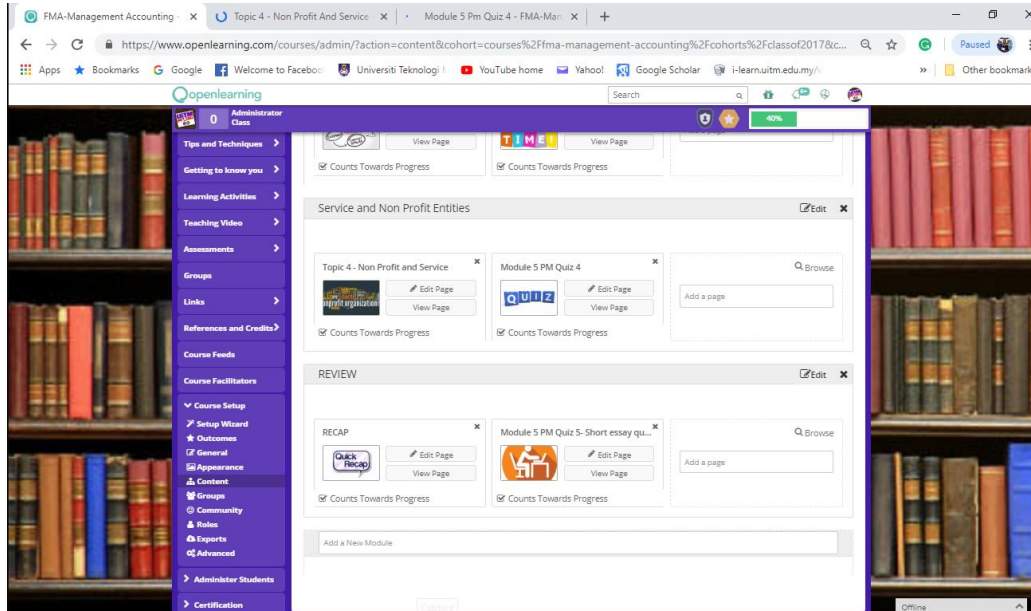 FMA-Management Accounting -
Topic 4 - Non Profit And Service
Module 5 Pm Quiz 4 - FMA-Man
https://www.openlearning.com/courses/admin/?action=content&cohort=courses%2Ffma-management-accounting%2Fcohorts%2Fclassof2017&c...
Paused
Apps
Bookmarks
Google
Welcome to Faceboo
Universiti Teknologi
YouTube home
Yahoo!
Google Scholar
i-learn.uitm.edu.my/
»
Other bookmark
openlearning
Search
0
Administrator
Class
40%
Tips and Techniques
Getting to know you
Learning Activities
Teaching Video
Assessments
Groups
Links
References and Credits
Course Feeds
Course Facilitators
Course Setup
Setup Wizard
Outcomes
General
Appearance
Content
Groups
Community
Roles
Exports
Advanced
Administer Students
Certification
View Page
TIME!
View Page
Counts Towards Progress
Counts Towards Progress
Service and Non Profit Entities
Edit
Topic 4 - Non Profit and Service
Edit Page
View Page
Counts Towards Progress
Module 5 PM Quiz 4
QUIZ
Edit Page
View Page
Counts Towards Progress
Browse
Add a page
REVIEW
Edit
RECAP
Quick
Recap
Edit Page
View Page
Counts Towards Progress
Module 5 PM Quiz 5- Short essay qu...
Edit Page
View Page
Counts Towards Progress
Browse
Add a page
Add a New Module
Offline